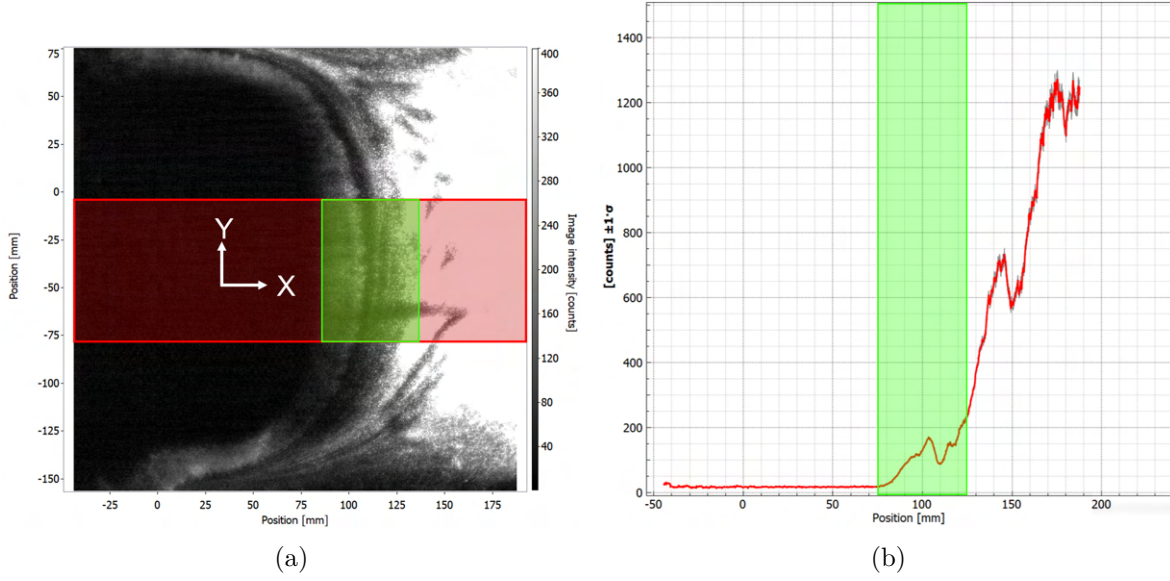 75
50
25
0
-25
-50
-75
-100
-125
-150
Position [mm]
-25 0 25 50 75 100 125 150 175
Position [mm]
Y
X
400
360
320
280
240
200
160
120
80
40
Image intensity [counts]
(a)
1400
1200
1000
800
600
400
200
0
[counts] ±1·σ
-50 0 50 100 150 200
Position [mm]
(b)